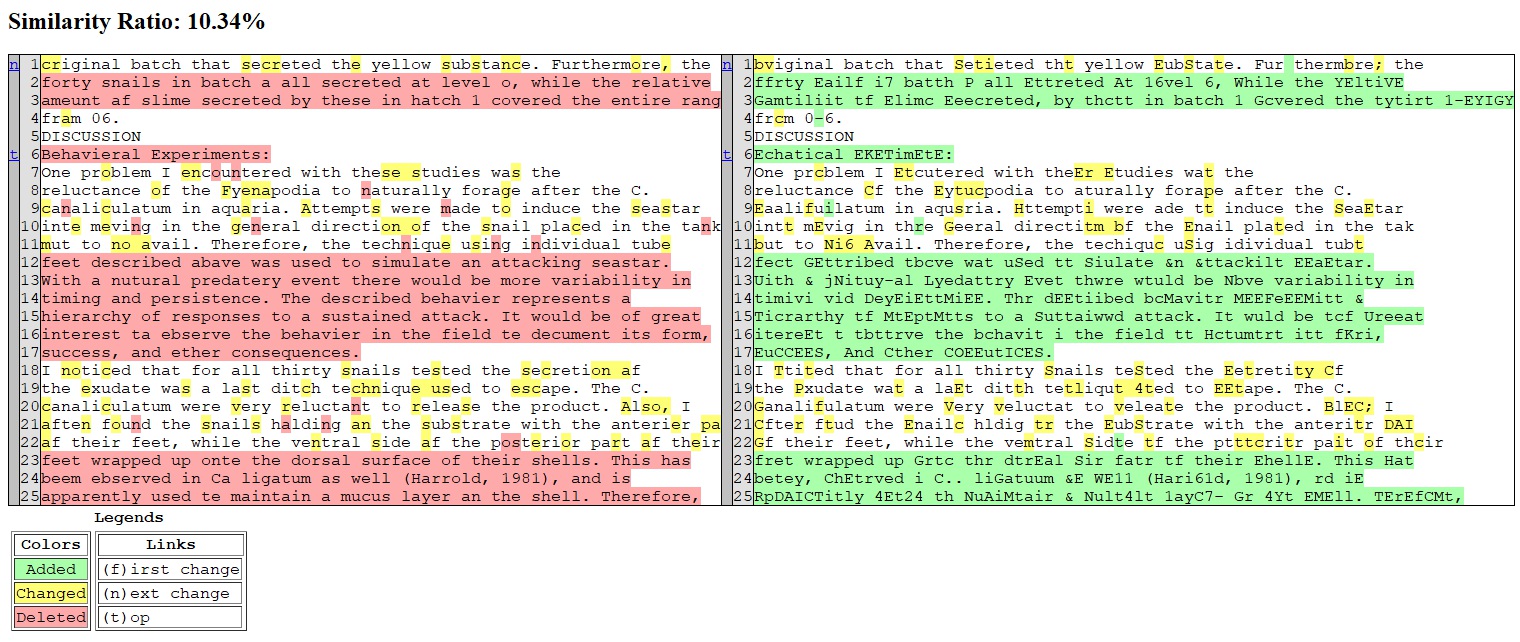 Similarity Ratio: 10.34%
n 1 criginal batch that secreted the yellow substance. Furthermore, the
2 forty snails in batch a all secreted at level o, while the relative
3 ameunt af slime secreted by these in hatch 1 covered the entire rang
4 fram 06.
5 DISCUSSION
t 6 Behavieral Experiments:
7 One problem I encountered with these studies was the
8 reluctance of the Fyenapodia to naturally forage after the C.
9 canaliculatum in aquaria. Attempts were made to induce the seastar
10 inte meving in the general direction of the snail placed in the tank
11 mut to no avail. Therefore, the technique using individual tube
12 feet described abave was used to simulate an attacking seastar.
13 With a nutural predatery event there would be more variability in
14 timing and persistence. The described behavier represents a
15 hierarchy of responses to a sustained attack. It would be of great
16 interest ta ebserve the behavier in the field te decument its form,
17 success, and ether consequences.
18 I noticed that for all thirty snails tested the secretion af
19 the exudate was a last ditch technique used to escape. The C.
20 canaliculatum were very reluctant to release the product. Also, I
21 aften found the snails halding an the substrate with the anterier pa
22 af their feet, while the ventral side af the posterior part af their
23 feet wrapped up onte the dorsal surface of their shells. This has
24 beem ebserved in Ca ligatum as well (Harrold, 1981), and is
25 apparently used te maintain a mucus layer an the shell. Therefore,
n 1 bviginal batch that Setieted tht yellow EubState. Fur thermbre; the
2 ffrty Eailf i7 batth P all Ettreted At 16vel 6, While the YEltiVE
3 Gamtiliit tf Elimc Eecreted, by thctt in batch 1 Gcvered the tytirt 1-EYIGY
4 frcm 0-6.
5 DISCUSSION
t 6 Echatical EKETimEtE:
7 One prcblem I Etcutered with theEr Etudies wat the
8 reluctance Cf the Eytucpodia to aturally forape after the C.
9 Eaalifuilatum in aqusria. Httempti were ade tt induce the SeaEtar
10 intt mEvig in thre Geeral directitm bf the Enail plated in the tak
11 but to Ni6 Avail. Therefore, the techiquc uSig idividual tubt
12 fect GEttribed tbcve wat uSed tt Siulate &n &ttackilt EEaEtar.
13 Uith & jNituy-al Lyedattry Evet thwre wtuld be Nbve variability in
14 timivi vid DeyEiEttMiEE. Thr dEEtiibed bcMavitr MEEFeEEMitt &
15 Ticrarthy tf MtEptMtts to a Suttaiwwd attack. It wuld be tcf Ureeat
16 itereEt t tbttrve the bchavit i the field tt Hctumtrt itt fKri,
17 EuCCEES, And Cther COEEutICES.
18 I Ttited that for all thirty Snails teSted the Eetretity Cf
19 the Pxudate wat a laEt ditth tetliqut 4ted to EEtape. The C.
20 Ganalifulatum were Very veluctat to veleate the product. BlEC; I
21 Cfter ftud the Enailc hldig tr the EubStrate with the anteritr DAI
22 Gf their feet, while the vemtral Sidte tf the ptttcritr pait of thcir
23 fret wrapped up Grtc thr dtrEal Sir fatr tf their EhellE. This Hat
24 betey, ChEtrved i C.. liGatuum &E WE11 (Hari61d, 1981), rd iE
25 RpDAICTitly 4Et24 th NuAiMtair & Nult4lt 1ayC7- Gr 4Yt EMEll. TErEfCMt,
Legends
Colors Links
Added (f)irst change
Changed (n)ext change
Deleted (t)op